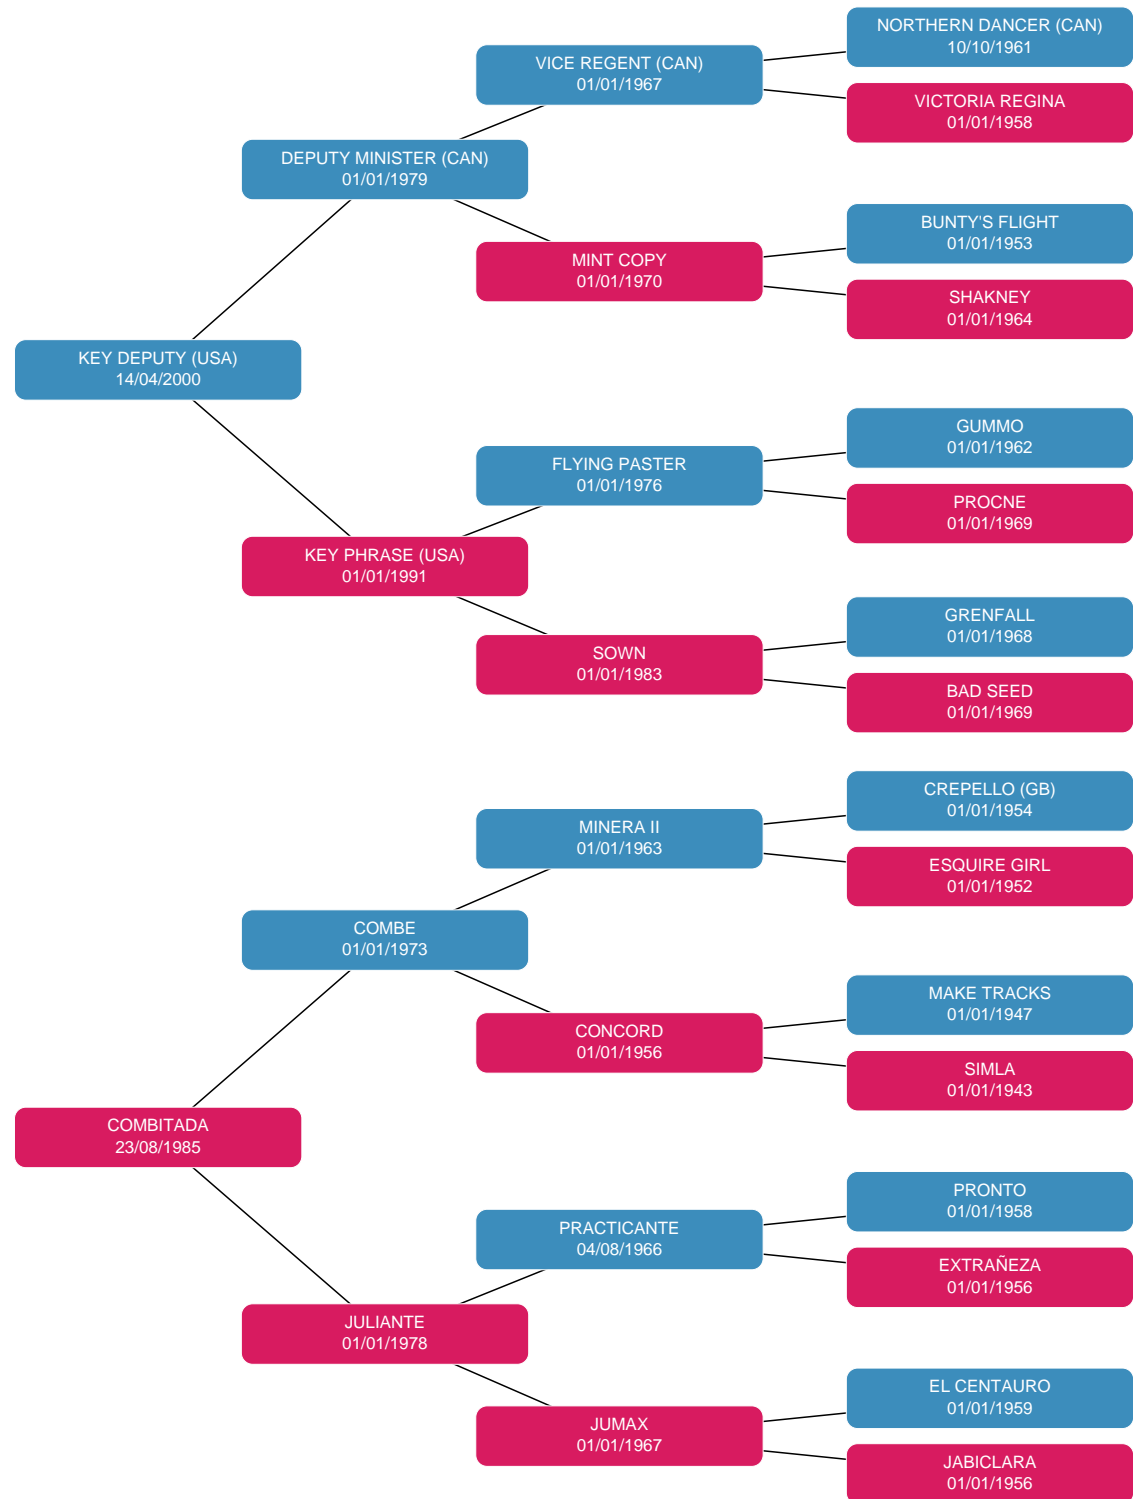 NORTHERN DANCER (CAN)
10/10/1961
VICE REGENT (CAN)
01/01/1967
VICTORIA REGINA
01/01/1958
DEPUTY MINISTER (CAN)
01/01/1979
BUNTY'S FLIGHT
01/01/1953
MINT COPY
01/01/1970
SHAKNEY
01/01/1964
KEY DEPUTY (USA)
14/04/2000
GUMMO
01/01/1962
FLYING PASTER
01/01/1976
PROCNE
01/01/1969
KEY PHRASE (USA)
01/01/1991
GRENFALL
01/01/1968
SOWN
01/01/1983
BAD SEED
01/01/1969
CREPELLO (GB)
01/01/1954
MINERA II
01/01/1963
ESQUIRE GIRL
01/01/1952
COMBE
01/01/1973
MAKE TRACKS
01/01/1947
CONCORD
01/01/1956
SIMLA
01/01/1943
COMBITADA
23/08/1985
PRONTO
01/01/1958
PRACTICANTE
04/08/1966
EXTRAÑEZA
01/01/1956
JULIANTE
01/01/1978
EL CENTAURO
01/01/1959
JUMAX
01/01/1967
JABICLARA
01/01/1956